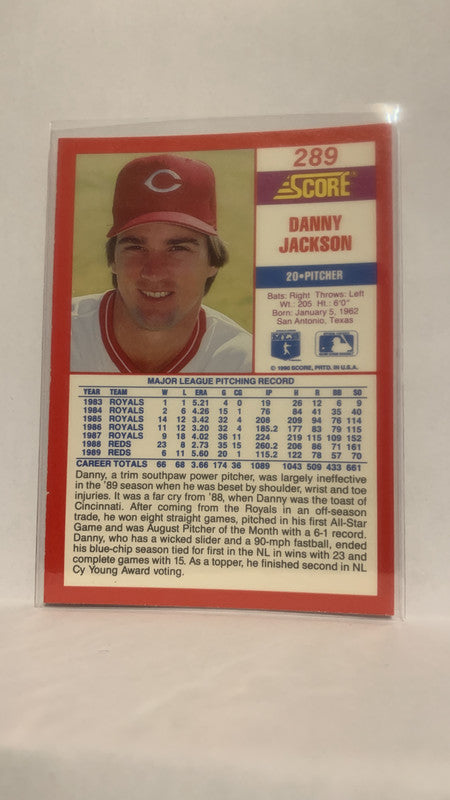 289
SCORE
DANNY
JACKSON
20•PITCHER
Bats: Right Throws: Left
Wt.: 205 Ht.: 6'0"
Born: January 5, 1962
San Antonio, Texas
© 1990 SCORE, PRTD. IN U.S.A.
MAJOR LEAGUE PITCHING RECORD
YEAR TEAM W L ERA G CG IP H R BB SO
1983 ROYALS 1 1 5.21 4 0 19 26 12 6 9
1984 ROYALS 2 6 4.26 15 1 76 84 41 35 40
1985 ROYALS 14 12 3.42 32 4 208 209 94 76 114
1986 ROYALS 11 12 3.20 32 4 185.2 177 83 79 115
1987 ROYALS 9 18 4.02 36 11 224 219 115 109 152
1988 REDS 23 8 2.73 35 15 260.2 206 86 71 161
1989 REDS 6 11 5.60 20 1 115.2 122 78 57 70
CAREER TOTALS 66 68 3.66 174 36 1089 1043 509 433 661
Danny, a trim southpaw power pitcher, was largely ineffective
in the '89 season when he was beset by shoulder, wrist and toe
injuries. It was a far cry from '88, when Danny was the toast of
Cincinnati. After coming from the Royals in an off-season
trade, he won eight straight games, pitched in his first All-Star
Game and was August Pitcher of the Month with a 6-1 record.
Danny, who has a wicked slider and a 90-mph fastball, ended
his blue-chip season tied for first in the NL in wins with 23 and
complete games with 15. As a topper, he finished second in NL
Cy Young Award voting.